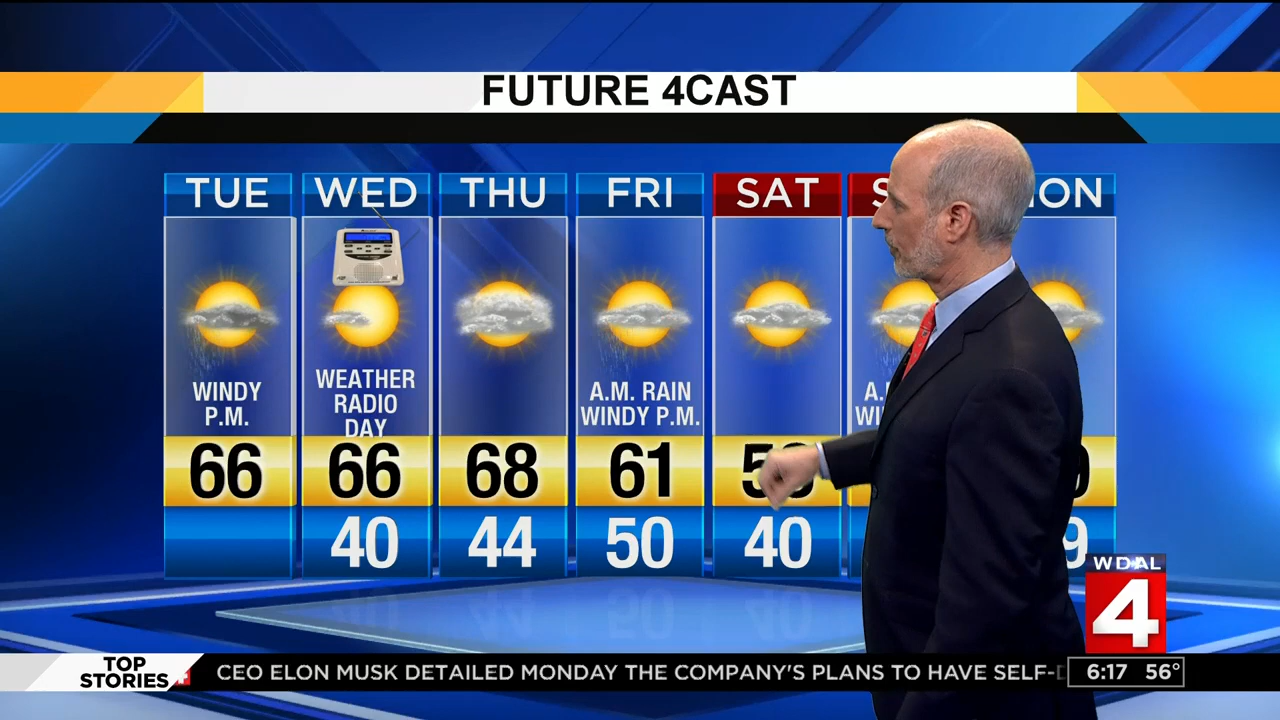 FUTURE 4CAST
TUE
WED
THU
FRI
SAT
WINDY
P.M.
WEATHER
RADIO
DAY
A.M. RAIN
WINDY P.M.
66
66
68
61
40
44
50
40
WDAL
4
TOP
STORIES 4
CEO ELON MUSK DETAILED MONDAY THE COMPANY'S PLANS TO HAVE SELF-
6:17 56°